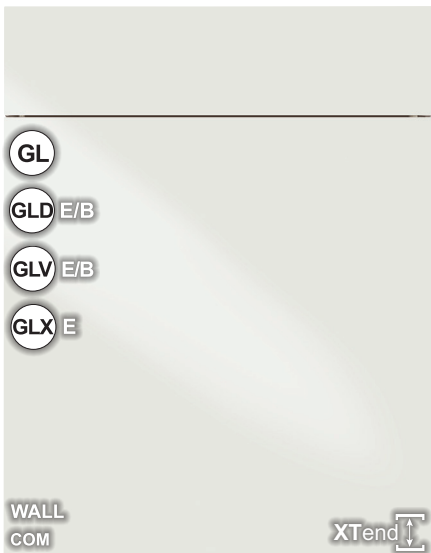 GL
GLD E/B
GLV E/B
GLX E
WALL
COM
XTend